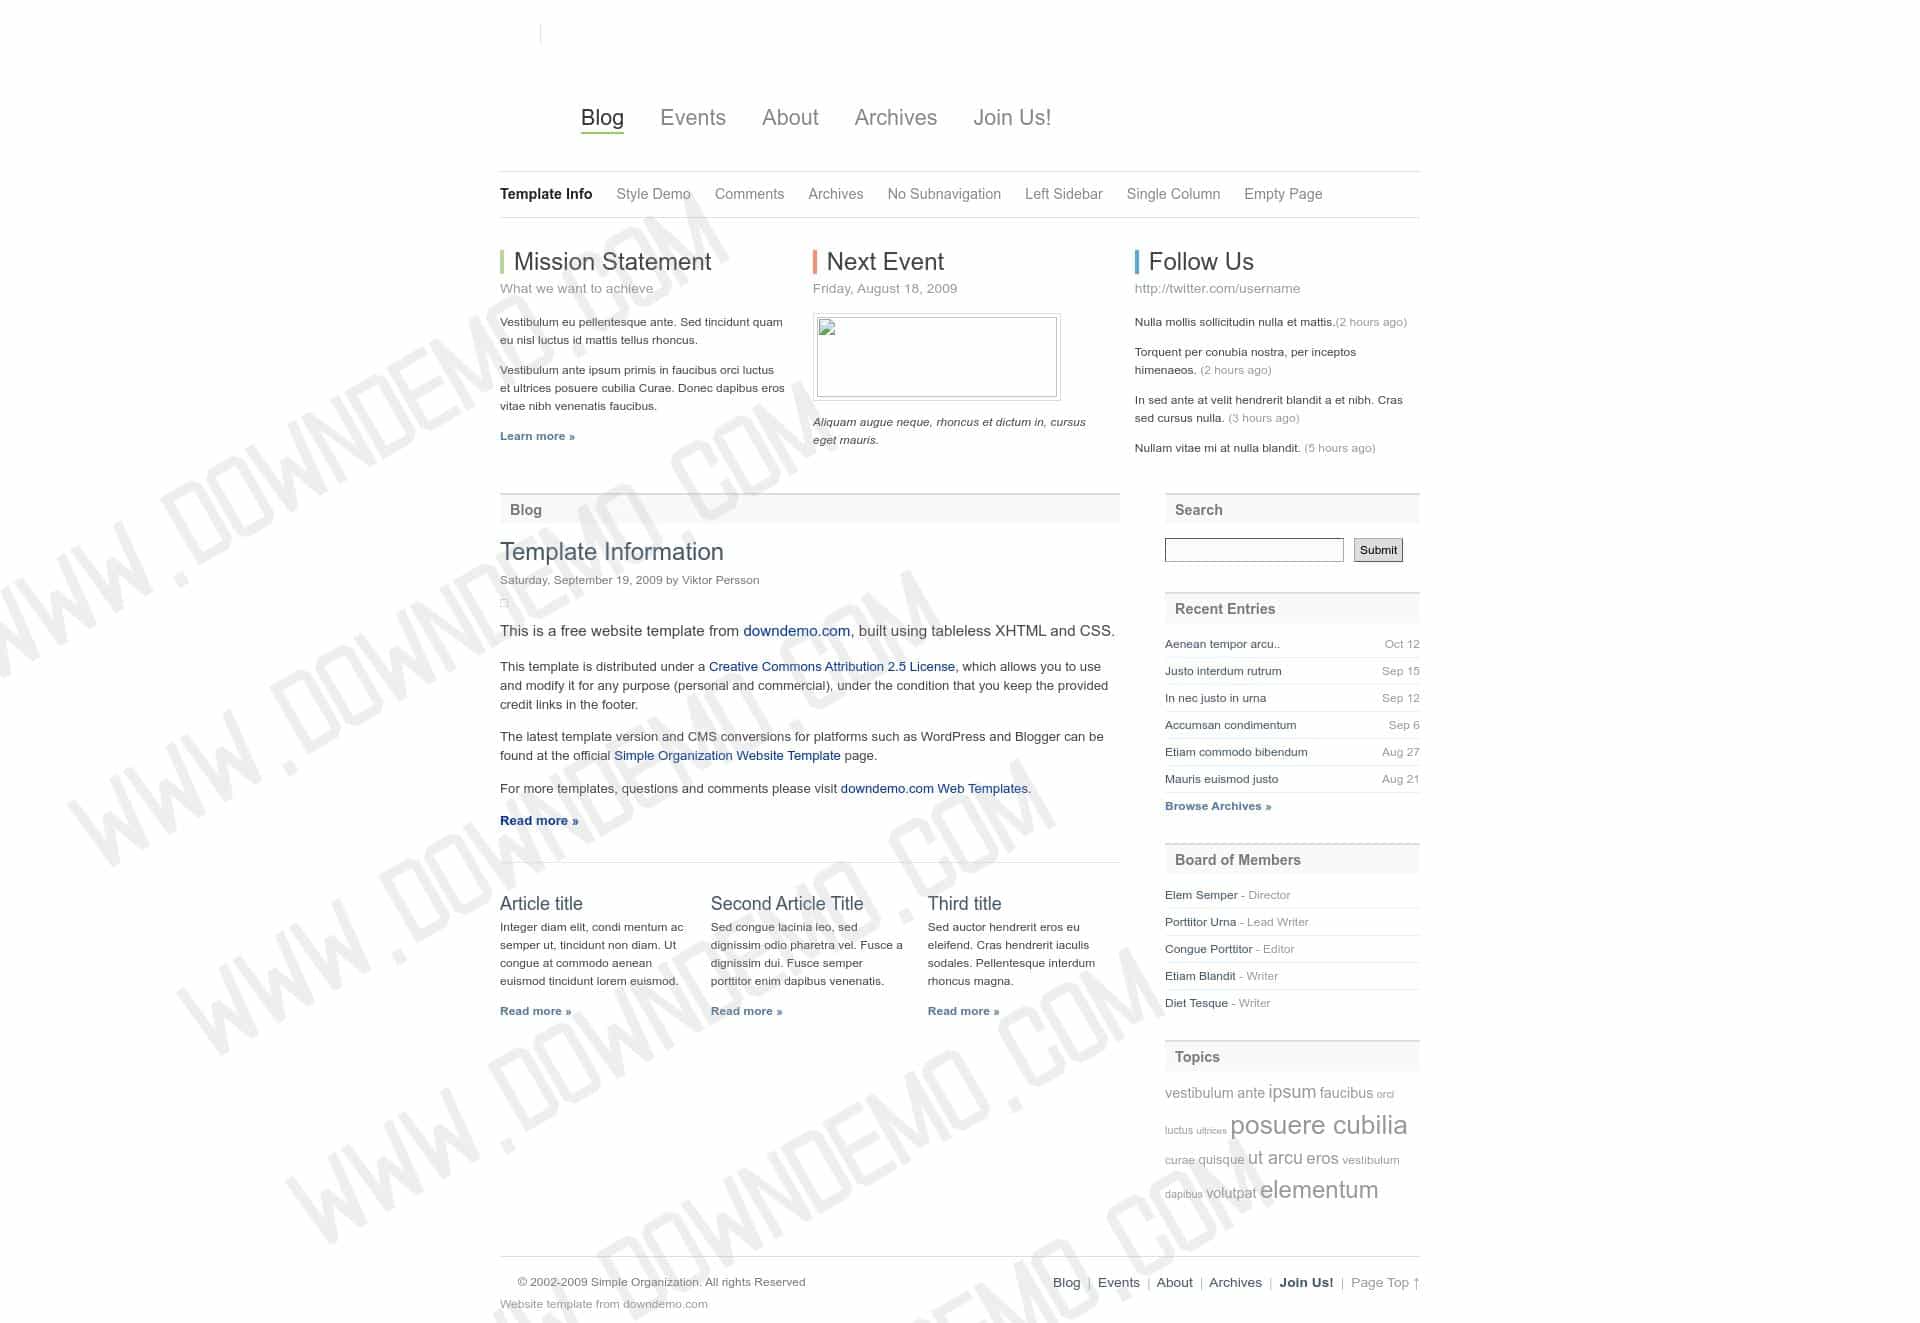 Blog Events About Archives Join Us!
Template Info Style Demo Comments Archives No Subnavigation Left Sidebar Single Column Empty Page
Mission Statement
What we want to achieve
Vestibulum eu pellentesque ante. Sed tincidunt quam
eu nisl luctus id mattis tellus rhoncus.
Vestibulum ante ipsum primis in faucibus orci luctus
et ultrices posuere cubilia Curae. Donec dapibus eros
vitae nibh venenatis faucibus.
Learn more »
Next Event
Friday, August 18, 2009
Aliquam augue neque, rhoncus et dictum in, cursus
eget mauris.
Follow Us
http://twitter.com/username
Nulla mollis sollicitudin nulla et mattis.(2 hours ago)
Torquent per conubia nostra, per inceptos
himenaeos. (2 hours ago)
In sed ante at velit hendrerit blandit a et nibh. Cras
sed cursus nulla. (3 hours ago)
Nullam vitae mi at nulla blandit. (5 hours ago)
Blog
Template Information
Saturday, September 19, 2009 by Viktor Persson
This is a free website template from downdemo.com, built using tableless XHTML and CSS.
This template is distributed under a Creative Commons Attribution 2.5 License, which allows you to use
and modify it for any purpose (personal and commercial), under the condition that you keep the provided
credit links in the footer.
The latest template version and CMS conversions for platforms such as WordPress and Blogger can be
found at the official Simple Organization Website Template page.
For more templates, questions and comments please visit downdemo.com Web Templates.
Read more »
Article title
Integer diam elit, condi mentum ac
semper ut, tincidunt non diam. Ut
congue at commodo aenean
euismod tincidunt lorem euismod.
Read more »
Second Article Title
Sed congue lacinia leo, sed
dignissim odio pharetra vel. Fusce a
dignissim dui. Fusce semper
porttitor enim dapibus venenatis.
Read more »
Third title
Sed auctor hendrerit eros eu
eleifend. Cras hendrerit iaculis
sodales. Pellentesque interdum
rhoncus magna.
Read more »
Search
Submit
Recent Entries
Aenean tempor arcu.. Oct 12
Justo interdum rutrum Sep 15
In nec justo in urna Sep 12
Accumsan condimentum Sep 6
Etiam commodo bibendum Aug 27
Mauris euismod justo Aug 21
Browse Archives »
Board of Members
Elem Semper - Director
Porttitor Urna - Lead Writer
Congue Porttitor - Editor
Etiam Blandit - Writer
Diet Tesque - Writer
Topics
vestibulum ante ipsum faucibus orci
luctus ultrices posuere cubilia
curae quisque ut arcu eros vestibulum
dapibus volutpat elementum
© 2002-2009 Simple Organization. All rights Reserved
Website template from downdemo.com
Blog | Events | About | Archives | Join Us! | Page Top ↑
WWW.DOWNDEMO.COM
WWW.DOWNDEMO.COM
WWW.DOWNDEMO.COM
WWW.DOWNDEMO.COM
WWW.DOWNDEMO.COM
DEMO.COM